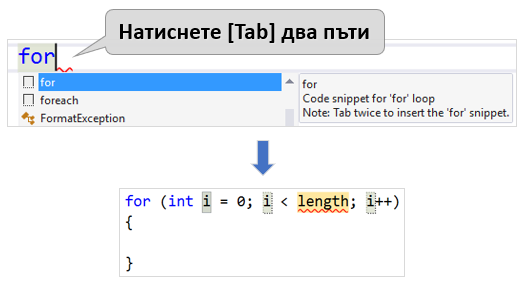 Натиснете [Tab] два пъти
for
for
foreach
FormatException
for
Code snippet for 'for' loop
Note: Tab twice to insert the 'for' snippet.
for (int i = 0; i < length; i++)
{
}